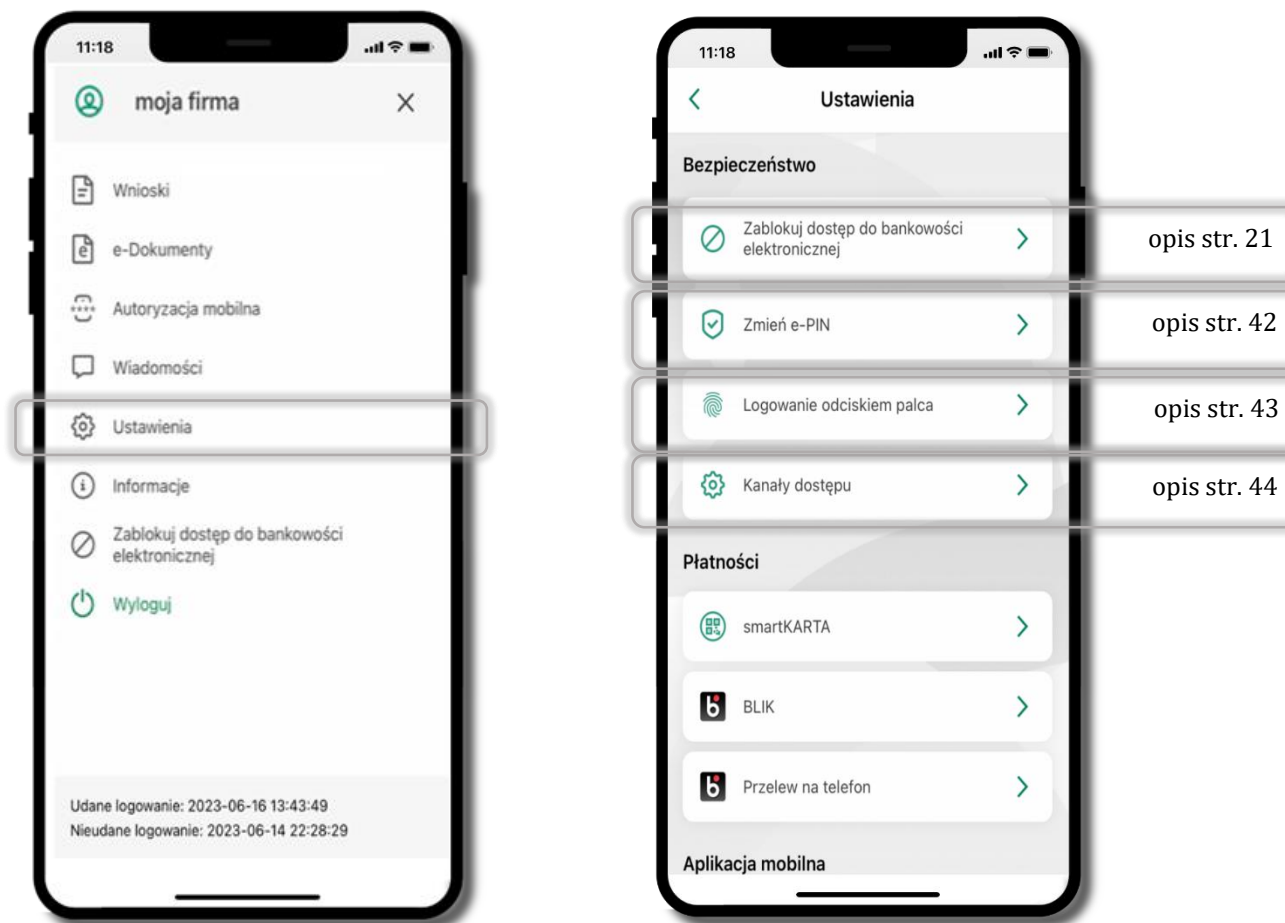 11:18
moja firma
Wnioski
e-Dokumenty
Autoryzacja mobilna
Wiadomości
Ustawienia
Informacje
Zablokuj dostęp do bankowości
elektronicznej
Wyloguj
Udane logowanie: 2023-06-16 13:43:49
Nieudane logowanie: 2023-06-14 22:28:29
11:18
Ustawienia
Bezpieczeństwo
Zablokuj dostęp do bankowości
elektronicznej
opis str. 21
Zmień e-PIN
opis str. 42
Logowanie odciskiem palca
opis str. 43
Kanały dostępu
opis str. 44
Płatności
smartKARTA
BLIK
Przelew na telefon
Aplikacja mobilna